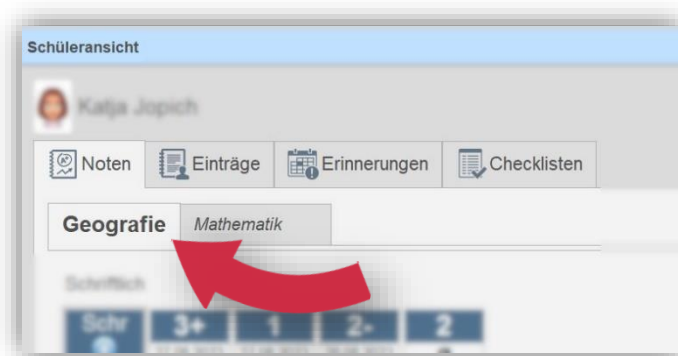 Schüleransicht
Katja Jopich
Noten Einträge Erinnerungen Checklisten
Geografie Mathematik
Schriftlich
Schr 3+ 1 2- 2